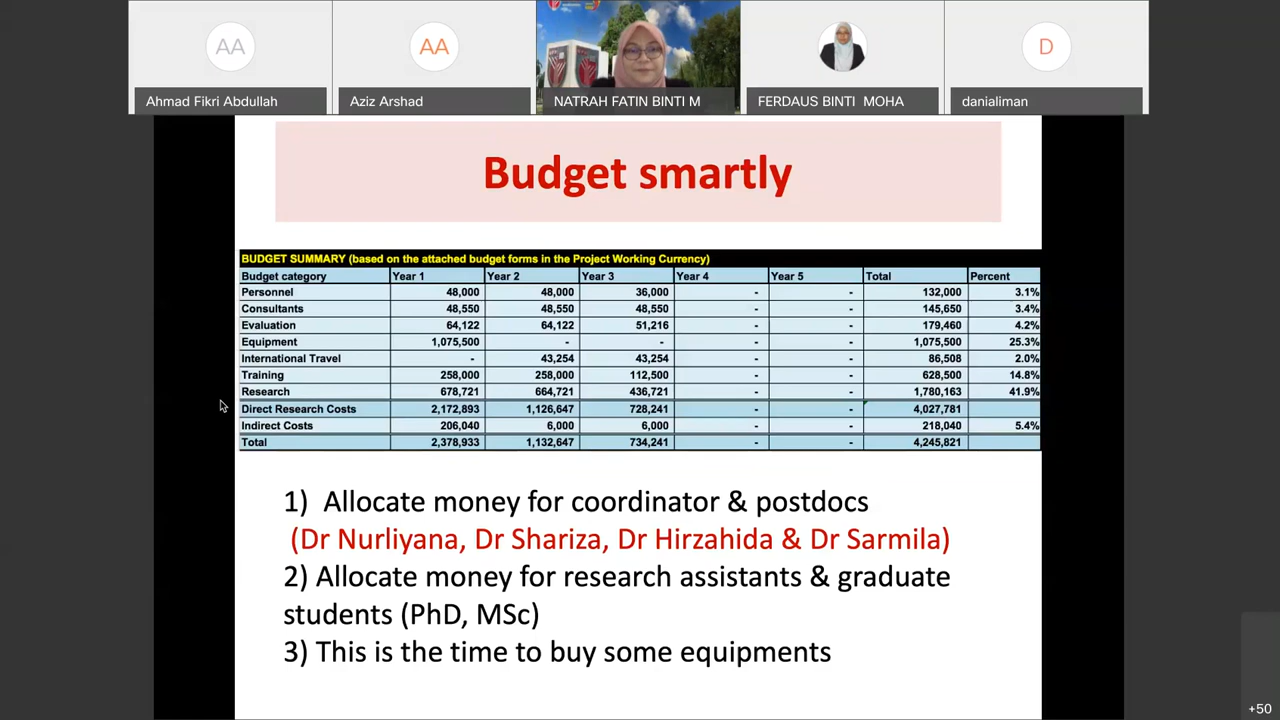 AA AA D
Ahmad Fikri Abdullah Aziz Arshad NATRAH FATIN BINTI M FERDAUS BINTI MOHA danialiman
Budget smartly
BUDGET SUMMARY (based on the attached budget forms in the Project Working Currency)
Budget category Year 1 Year 2 Year 3 Year 4 Year 5 Total Percent
Personnel 48,000 48,000 36,000 - - 132,000 3.1%
Consultants 48,550 48,550 48,550 - - 145,650 3.4%
Evaluation 64,122 64,122 51,216 - - 179,460 4.2%
Equipment 1,075,500 - - - - 1,075,500 25.3%
International Travel - 43,254 43,254 - - 86,508 2.0%
Training 258,000 258,000 112,500 - - 628,500 14.8%
Research 678,721 664,721 436,721 - - 1,780,163 41.9%
Direct Research Costs 2,172,893 1,126,647 728,241 - - 4,027,781
Indirect Costs 206,040 6,000 6,000 - - 218,040 5.4%
Total 2,378,933 1,132,647 734,241 - - 4,245,821
1) Allocate money for coordinator & postdocs
(Dr Nurliyana, Dr Shariza, Dr Hirzahida & Dr Sarmila)
2) Allocate money for research assistants & graduate
students (PhD, MSc)
3) This is the time to buy some equipments
+50